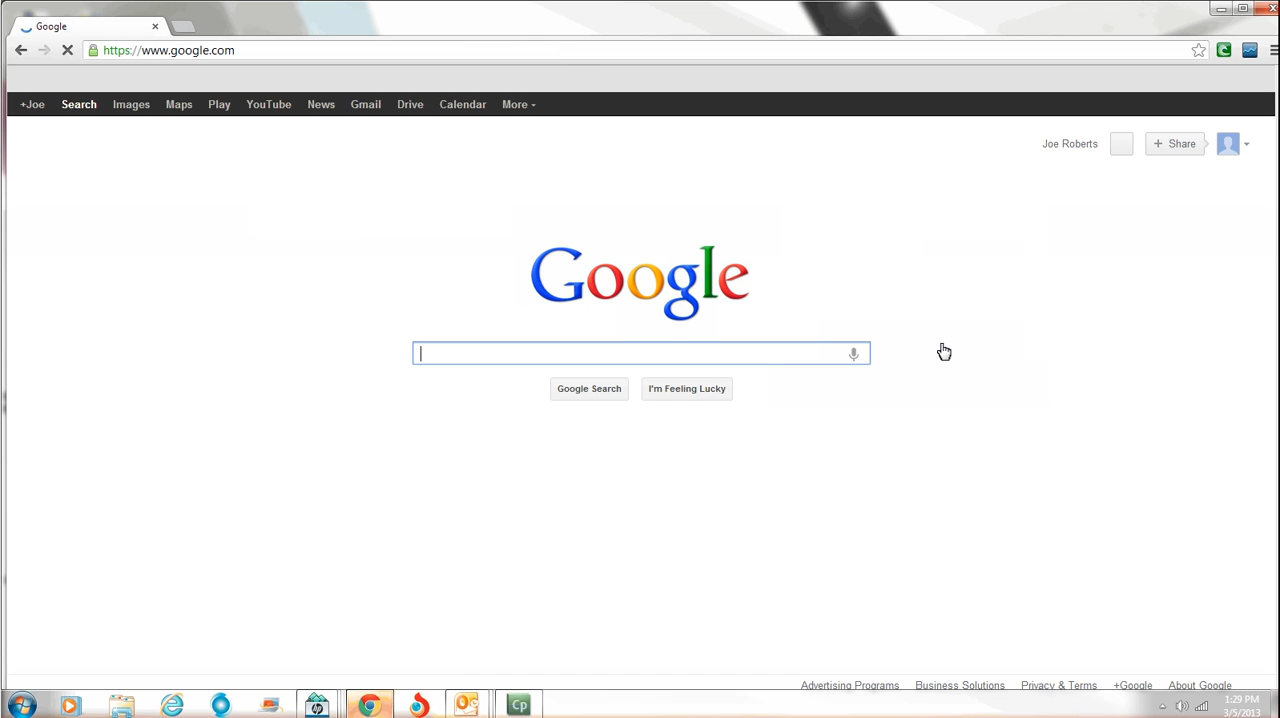 Google
https://www.google.com
+Joe Search Images Maps Play YouTube News Gmail Drive Calendar More
Joe Roberts + Share
Google
Google Search I'm Feeling Lucky
Advertising Programs Business Solutions Privacy & Terms +Google About Google
hp Cp 1:29 PM
3/5/2013